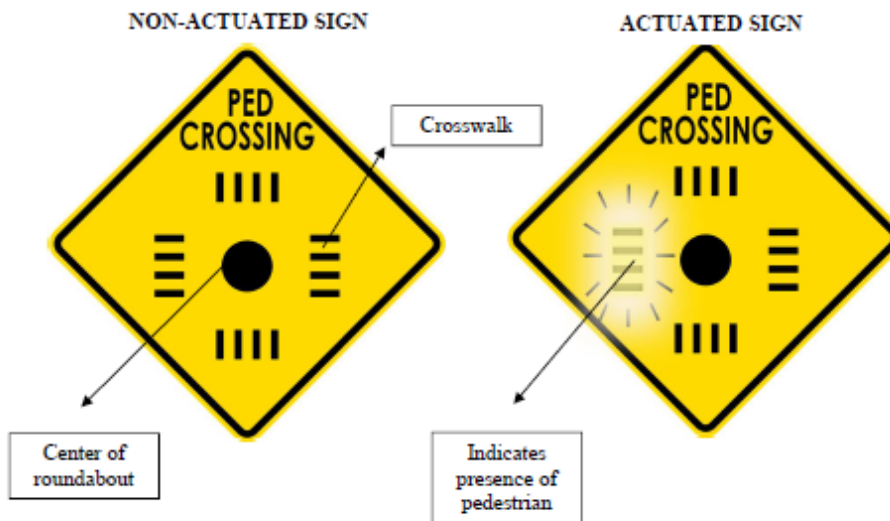 NON-ACTUATED SIGN
ACTUATED SIGN
PED
CROSSING
Crosswalk
PED
CROSSING
Center of
roundabout
Indicates
presence of
pedestrian